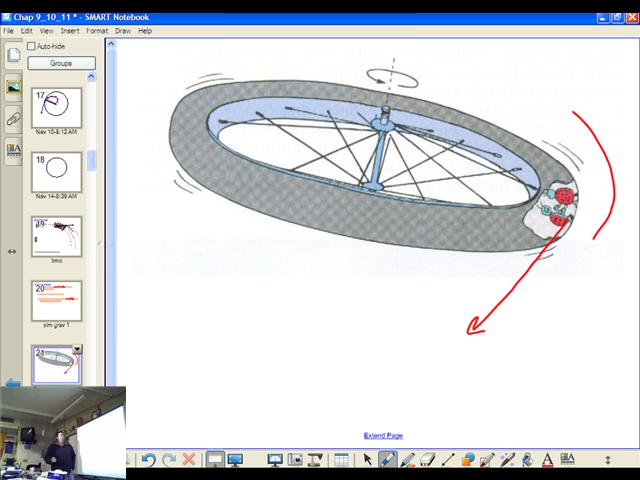 Chap 9_10_11 * - SMART Notebook
File Edit View Insert Format Draw Help
Auto-hide
Groups
17
Nov 10-8:12 AM
18
Nov 14-8:39 AM
19
limo
20
sim grav 1
21
Extend Page